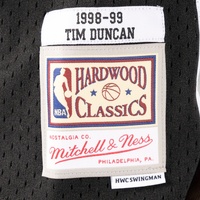 1998-99
TIM DUNCAN
HARDWOOD
NBA
CLASSICS
NOSTALGIA CO.
Mitchell & Ness
PHILADELPHIA, PA.
HWC SWINGMAN